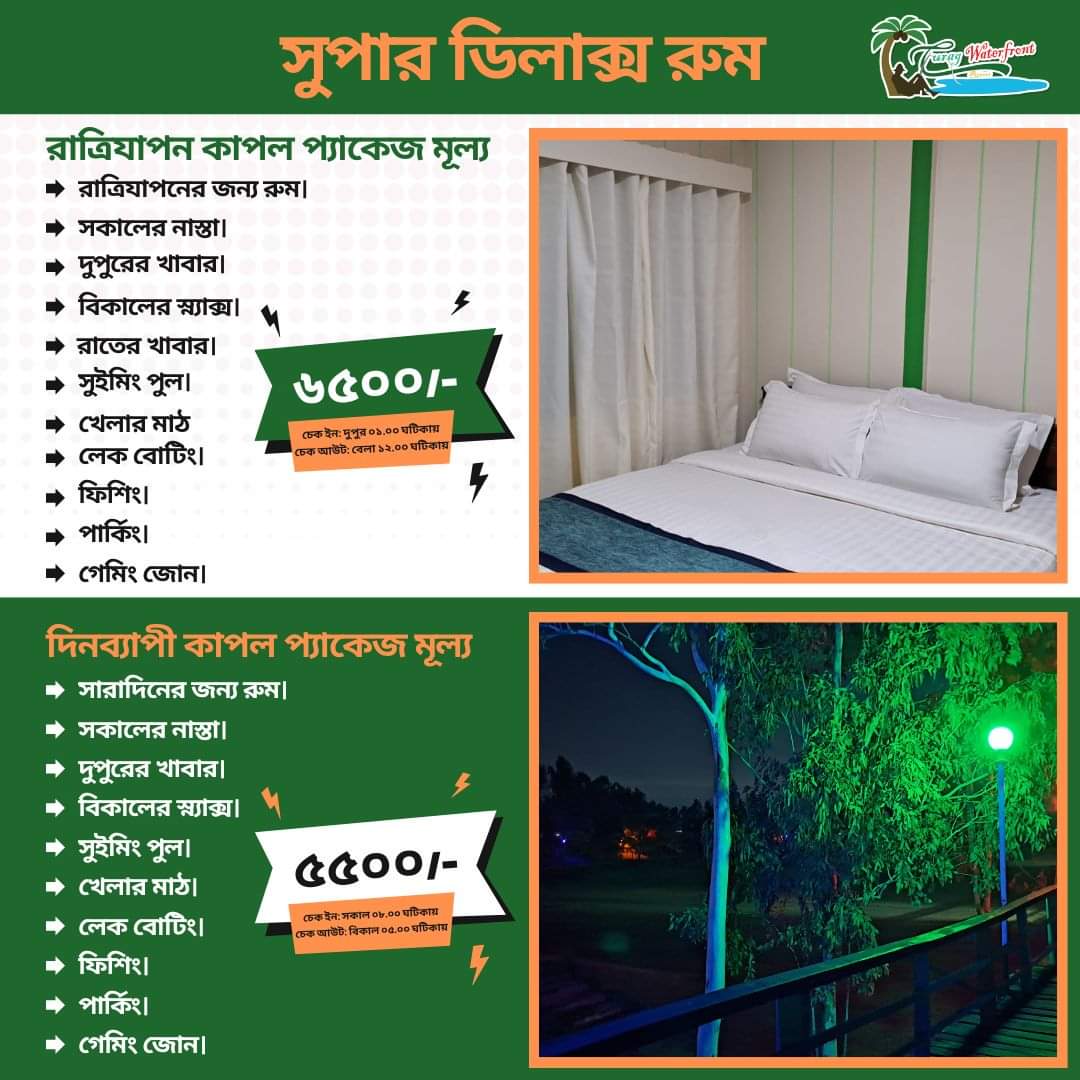 সুপার ডিলাক্স রুম
Turag Waterfront
রাত্রিযাপন কাপল প্যাকেজ মূল্য
রাত্রিযাপনের জন্য রুম।
সকালের নাস্তা।
দুপুরের খাবার।
বিকালের স্ন্যাক্স।
রাতের খাবার।
সুইমিং পুল।
খেলার মাঠ
লেক বোটিং।
ফিশিং।
পার্কিং।
গেমিং জোন।
৬৫০০/-
চেক ইন: দুপুর ০১.০০ ঘটিকায়
চেক আউট: বেলা ১২.০০ ঘটিকায়
দিনব্যাপী কাপল প্যাকেজ মূল্য
সারাদিনের জন্য রুম।
সকালের নাস্তা।
দুপুরের খাবার।
বিকালের স্ন্যাক্স।
সুইমিং পুল।
খেলার মাঠ।
লেক বোটিং।
ফিশিং।
পার্কিং।
গেমিং জোন।
৫৫০০/-
চেক ইন: সকাল ০৮.০০ ঘটিকায়
চেক আউট: বিকাল ০৫.০০ ঘটিকায়